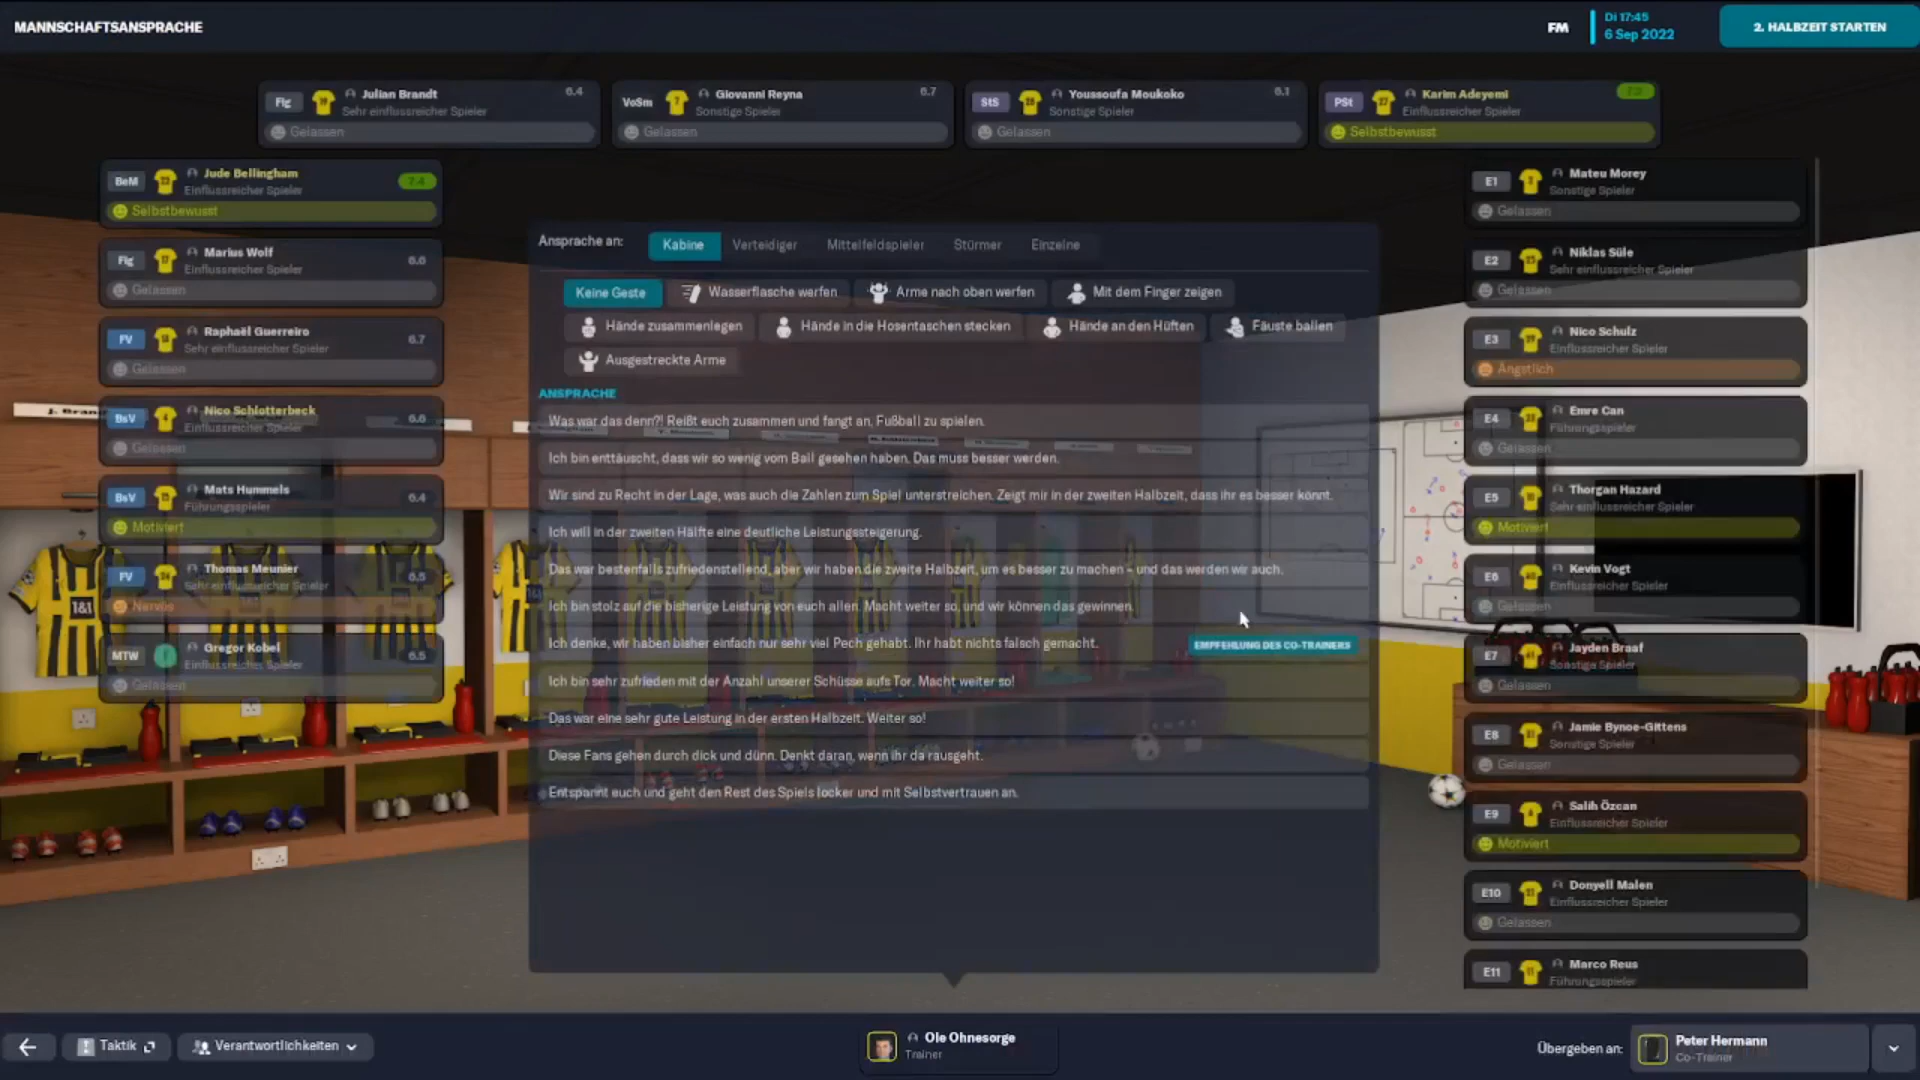 MANNSCHAFTSANSPRACHE
FM
Di 17:45
6 Sep 2022
2. HALBZEIT STARTEN
Flg
Julian Brandt
6.4
Sehr einflussreicher Spieler
Gelassen
VoSm
Giovanni Reyna
6.7
Sonstige Spieler
Gelassen
StS
Youssoufa Moukoko
6.1
Sonstige Spieler
Gelassen
PSt
Karim Adeyemi
Einflussreicher Spieler
Selbstbewusst
BeM
Jude Bellingham
7.4
Einflussreicher Spieler
Selbstbewusst
Flg
Marius Wolf
6.6
Einflussreicher Spieler
Gelassen
FV
Raphaël Guerreiro
6.7
Sehr einflussreicher Spieler
Gelassen
BsV
Nico Schlotterbeck
6.6
Einflussreicher Spieler
Gelassen
BsV
Mats Hummels
6.4
Führungsspieler
Motiviert
FV
Thomas Meunier
6.5
Sehr einflussreicher Spieler
Nervös
MTW
Gregor Kobel
6.5
Einflussreicher Spieler
Gelassen
Ansprache an:
Kabine
Verteidiger
Mittelfeldspieler
Stürmer
Einzelne
Keine Geste
Wasserflasche werfen
Arme nach oben werfen
Mit dem Finger zeigen
Hände zusammenlegen
Hände in die Hosentaschen stecken
Hände an den Hüften
Fäuste ballen
Ausgestreckte Arme
ANSPRACHE
Was war das denn?! Reißt euch zusammen und fangt an, Fußball zu spielen.
Ich bin enttäuscht, dass wir so wenig vom Ball gesehen haben. Das muss besser werden.
Wir sind zu Recht in der Lage, was auch die Zahlen zum Spiel unterstreichen. Zeigt mir in der zweiten Halbzeit, dass ihr es besser könnt.
Ich will in der zweiten Hälfte eine deutliche Leistungssteigerung.
Das war bestenfalls zufriedenstellend, aber wir haben die zweite Halbzeit, um es besser zu machen – und das werden wir auch.
Ich bin stolz auf die bisherige Leistung von euch allen. Macht weiter so, und wir können das gewinnen.
Ich denke, wir haben bisher einfach nur sehr viel Pech gehabt. Ihr habt nichts falsch gemacht.
EMPFEHLUNG DES CO-TRAINERS
Ich bin sehr zufrieden mit der Anzahl unserer Schüsse aufs Tor. Macht weiter so!
Das war eine sehr gute Leistung in der ersten Halbzeit. Weiter so!
Diese Fans gehen durch dick und dünn. Denkt daran, wenn ihr da rausgeht.
Entspannt euch und geht den Rest des Spiels locker und mit Selbstvertrauen an.
E1
Mateu Morey
Sonstige Spieler
Gelassen
E2
Niklas Süle
Sehr einflussreicher Spieler
Gelassen
E3
Nico Schulz
Einflussreicher Spieler
Ängstlich
E4
Emre Can
Führungsspieler
Gelassen
E5
Thorgan Hazard
Sehr einflussreicher Spieler
Motiviert
E6
Kevin Vogt
Einflussreicher Spieler
Gelassen
E7
Jayden Braaf
Sonstige Spieler
Gelassen
E8
Jamie Bynoe-Gittens
Sonstige Spieler
Gelassen
E9
Salih Özcan
Einflussreicher Spieler
Motiviert
E10
Donyell Malen
Einflussreicher Spieler
Gelassen
E11
Marco Reus
Führungsspieler
1&1
Taktik
Verantwortlichkeiten
Ole Ohnesorge
Trainer
Übergeben an:
Peter Hermann
Co-Trainer